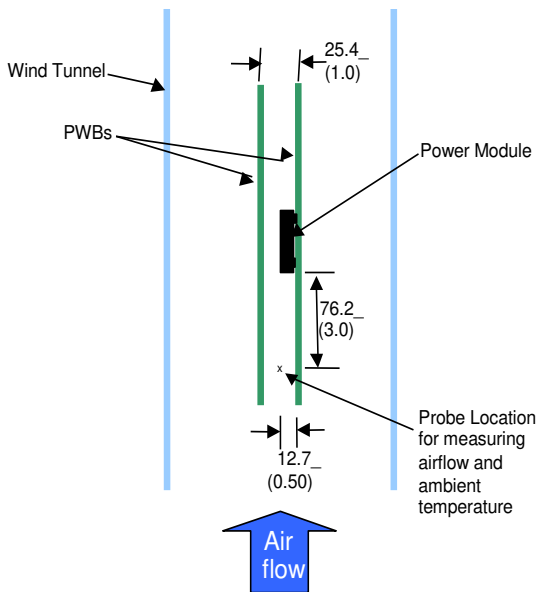 25.4_
(1.0)
Wind Tunnel
PWBs
Power Module
76.2_
(3.0)
x
Probe Location
for measuring
airflow and
ambient
temperature
12.7_
(0.50)
Air
flow